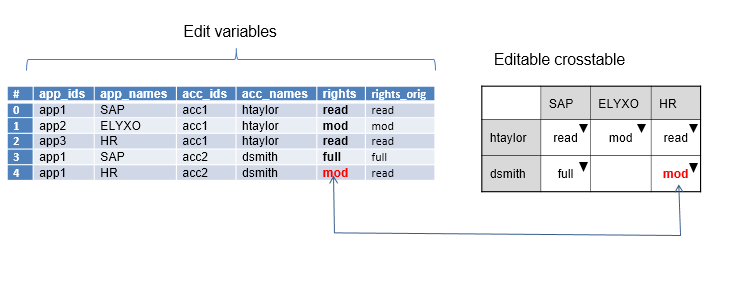 Edit variables
# app_ids app_names acc_ids acc_names rights rights_orig
0 app1 SAP acc1 htaylor read read
1 app2 ELYXO acc1 htaylor mod mod
2 app3 HR acc1 htaylor read read
3 app1 SAP acc2 dsmith full full
4 app1 HR acc2 dsmith mod read
Editable crosstable
SAP ELYXO HR
htaylor read mod read
dsmith full mod